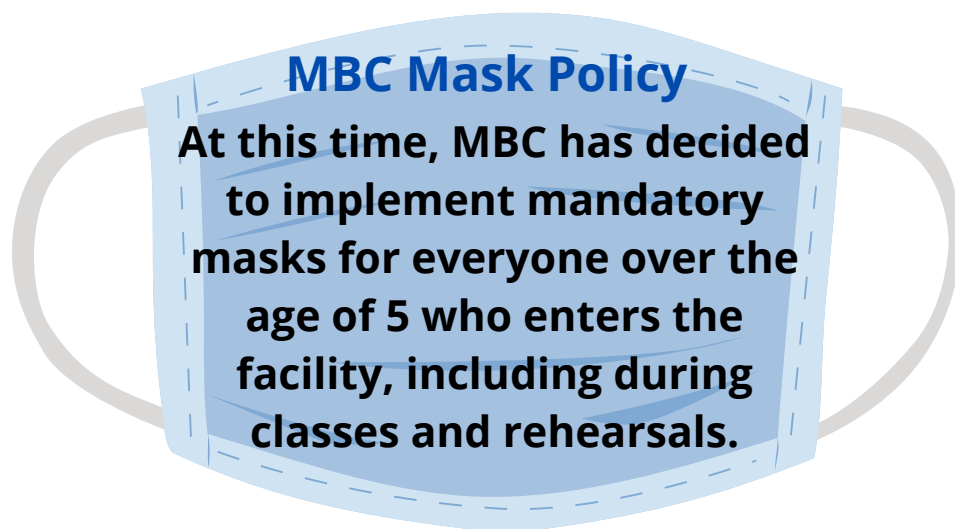 MBC Mask Policy
At this time, MBC has decided
to implement mandatory
masks for everyone over the
age of 5 who enters the
facility, including during
classes and rehearsals.